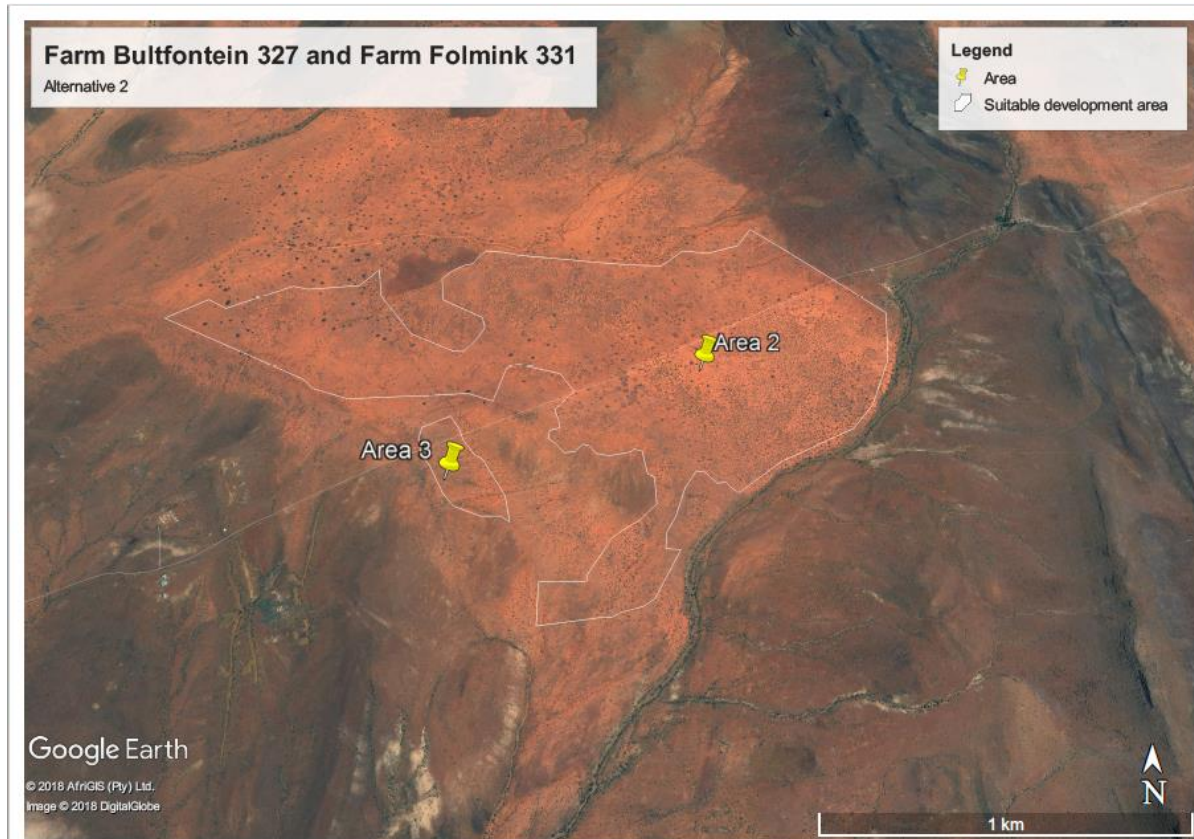 Farm Bultfontein 327 and Farm Folmink 331
Alternative 2
Legend
Area
Suitable development area
Area 2
Area 3
Google Earth
© 2018 AfriGIS (Pty) Ltd.
Image © 2018 DigitalGlobe
N
1 km